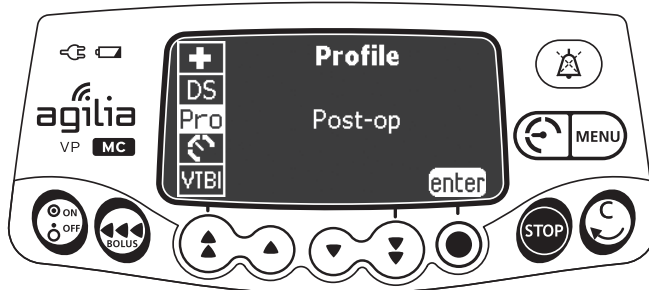 Profile
DS
Pro
Post-op
VTBI
enter
agilia
VP MC
MENU
ON
OFF
BOLUS
STOP
C